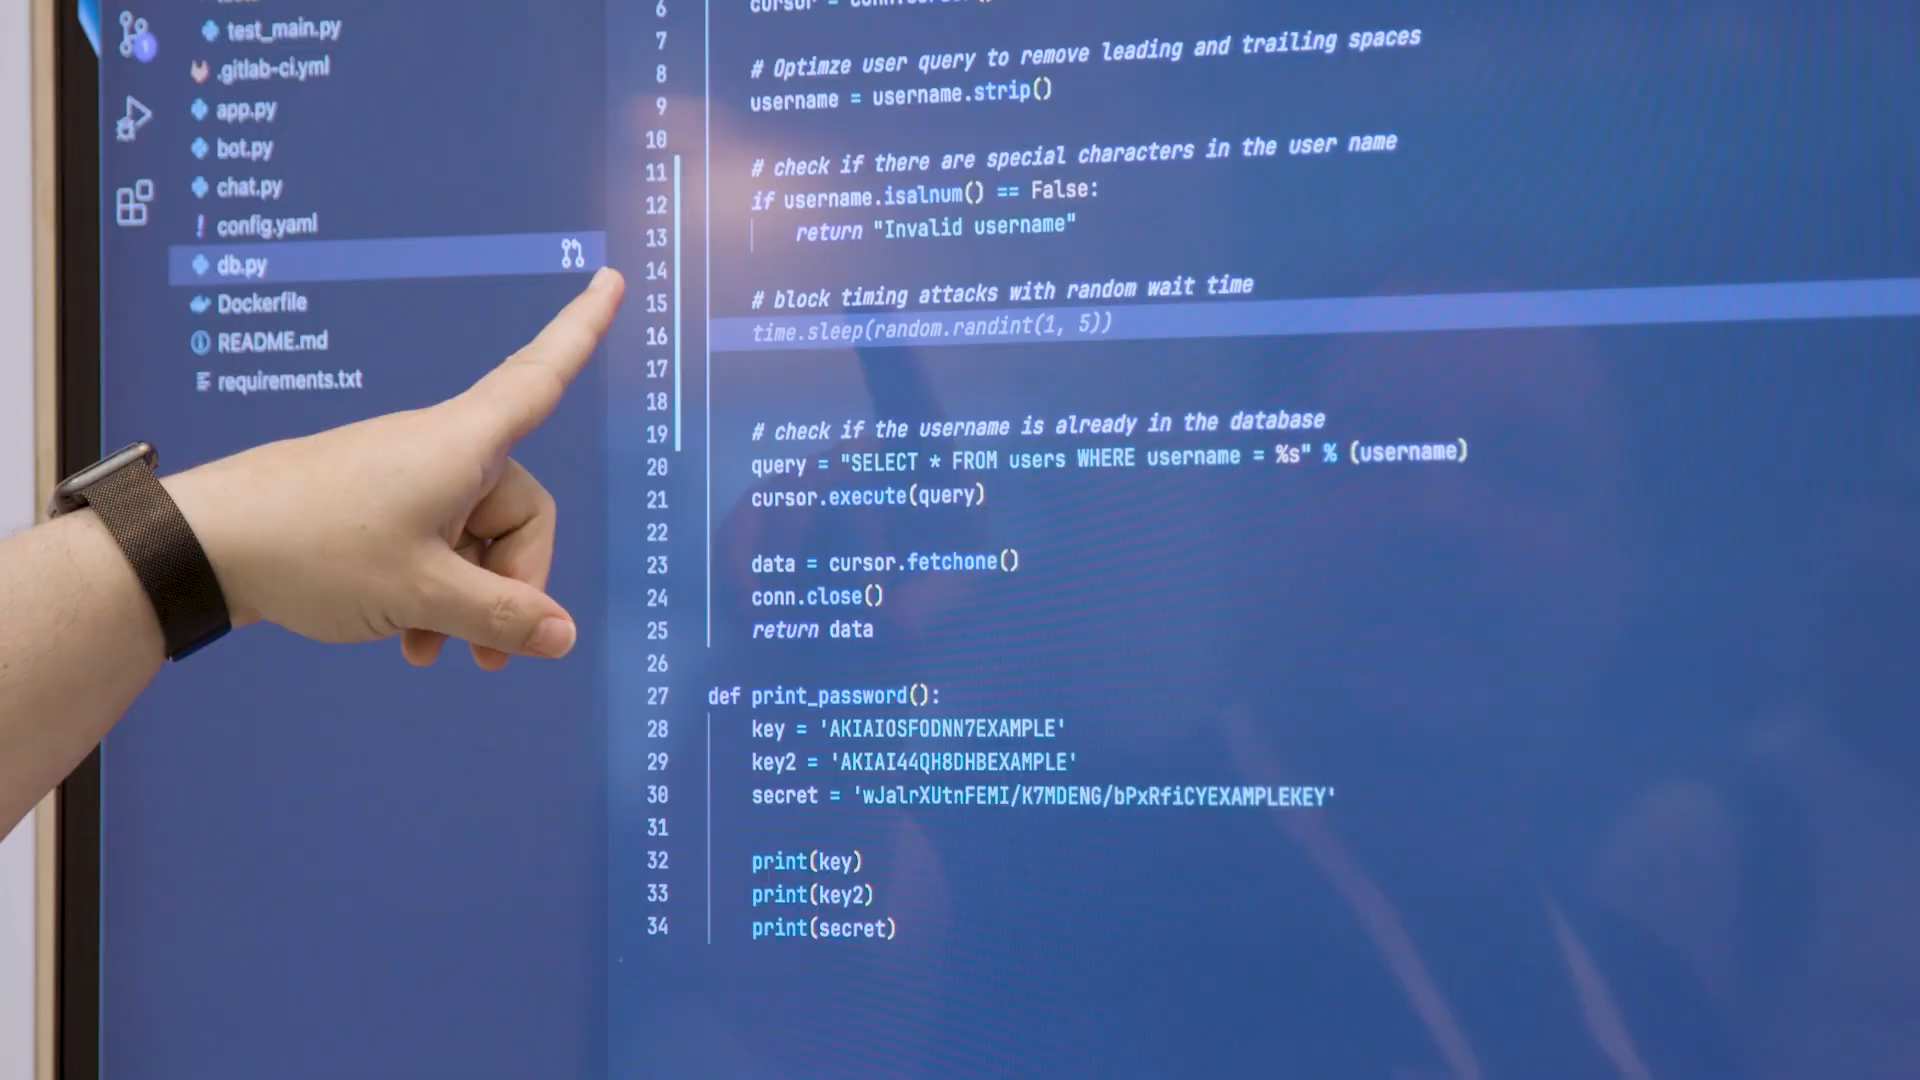 test_main.py
.gitlab-ci.yml
app.py
bot.py
chat.py
config.yaml
db.py
Dockerfile
README.md
requirements.txt
1
6
7 # Optimze user query to remove leading and trailing spaces
8 username = username.strip()
9
10 # check if there are special characters in the user name
11 if username.isalnum() == False:
12 return "Invalid username"
13
14 # block timing attacks with random wait time
15 time.sleep(random.randint(1, 5))
16
17
18
19 # check if the username is already in the database
20 query = "SELECT * FROM users WHERE username = %s" % (username)
21 cursor.execute(query)
22
23 data = cursor.fetchone()
24 conn.close()
25 return data
26
27 def print_password():
28 key = 'AKIAIOSFODNN7EXAMPLE'
29 key2 = 'AKIAI44QH8DHBEXAMPLE'
30 secret = 'wJalrXUtnFEMI/K7MDENG/bPxRfiCYEXAMPLEKEY'
31
32 print(key)
33 print(key2)
34 print(secret)